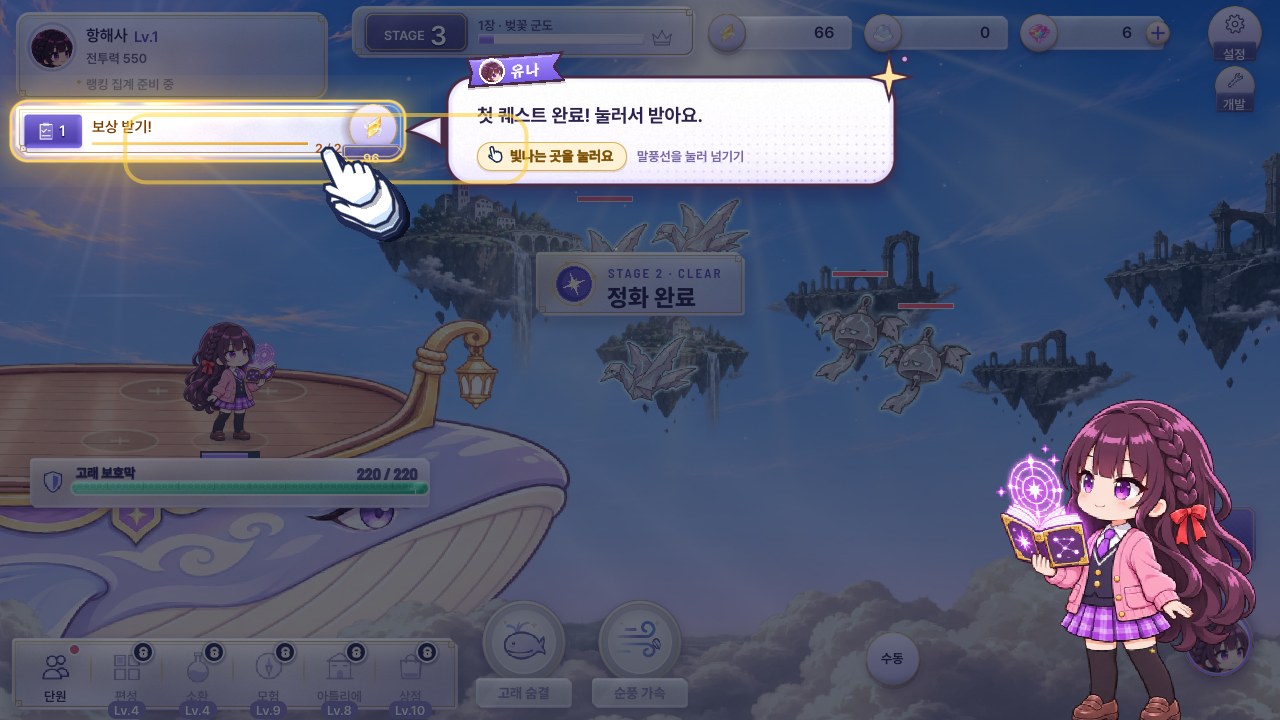 항해사 Lv.1
전투력 550
랭킹 집계 준비 중
STAGE 3
1장 · 벚꽃 군도
66
0
6
설정
개발
1
보상 받기!
2/2
96
유나
첫 퀘스트 완료! 눌러서 받아요.
빛나는 곳을 눌러요
말풍선을 눌러 넘기기
STAGE 2 · CLEAR
정화 완료
고래 보호막
220 / 220
단원
편성
Lv.4
소환
Lv.4
모험
Lv.9
아틀리에
Lv.8
상점
Lv.10
고래 숨결
순풍 가속
수동